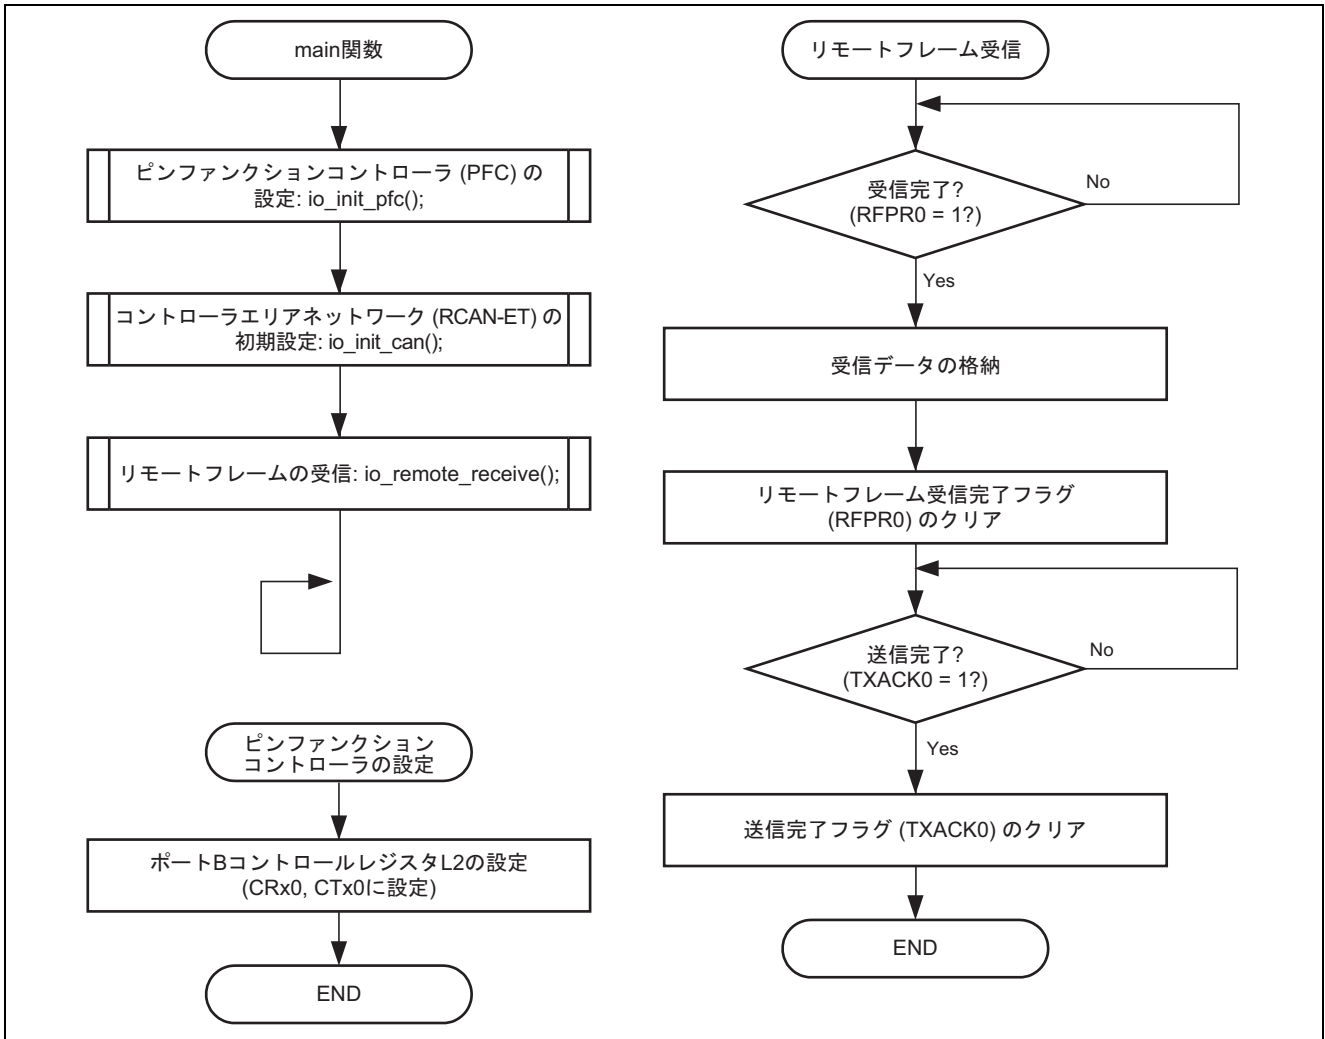 main関数
ピンファンクションコントローラ (PFC) の
設定: io_init_pfc();
コントローラエリアネットワーク (RCAN-ET) の
初期設定: io_init_can();
リモートフレームの受信: io_remote_receive();
ピンファンクション
コントローラの設定
ポートBコントロールレジスタL2の設定
(CRx0, CTx0に設定)
END
リモートフレーム受信
受信完了?
(RFPR0 = 1?)
No
Yes
受信データの格納
リモートフレーム受信完了フラグ
(RFPR0) のクリア
送信完了?
(TXACK0 = 1?)
No
Yes
送信完了フラグ (TXACK0) のクリア
END